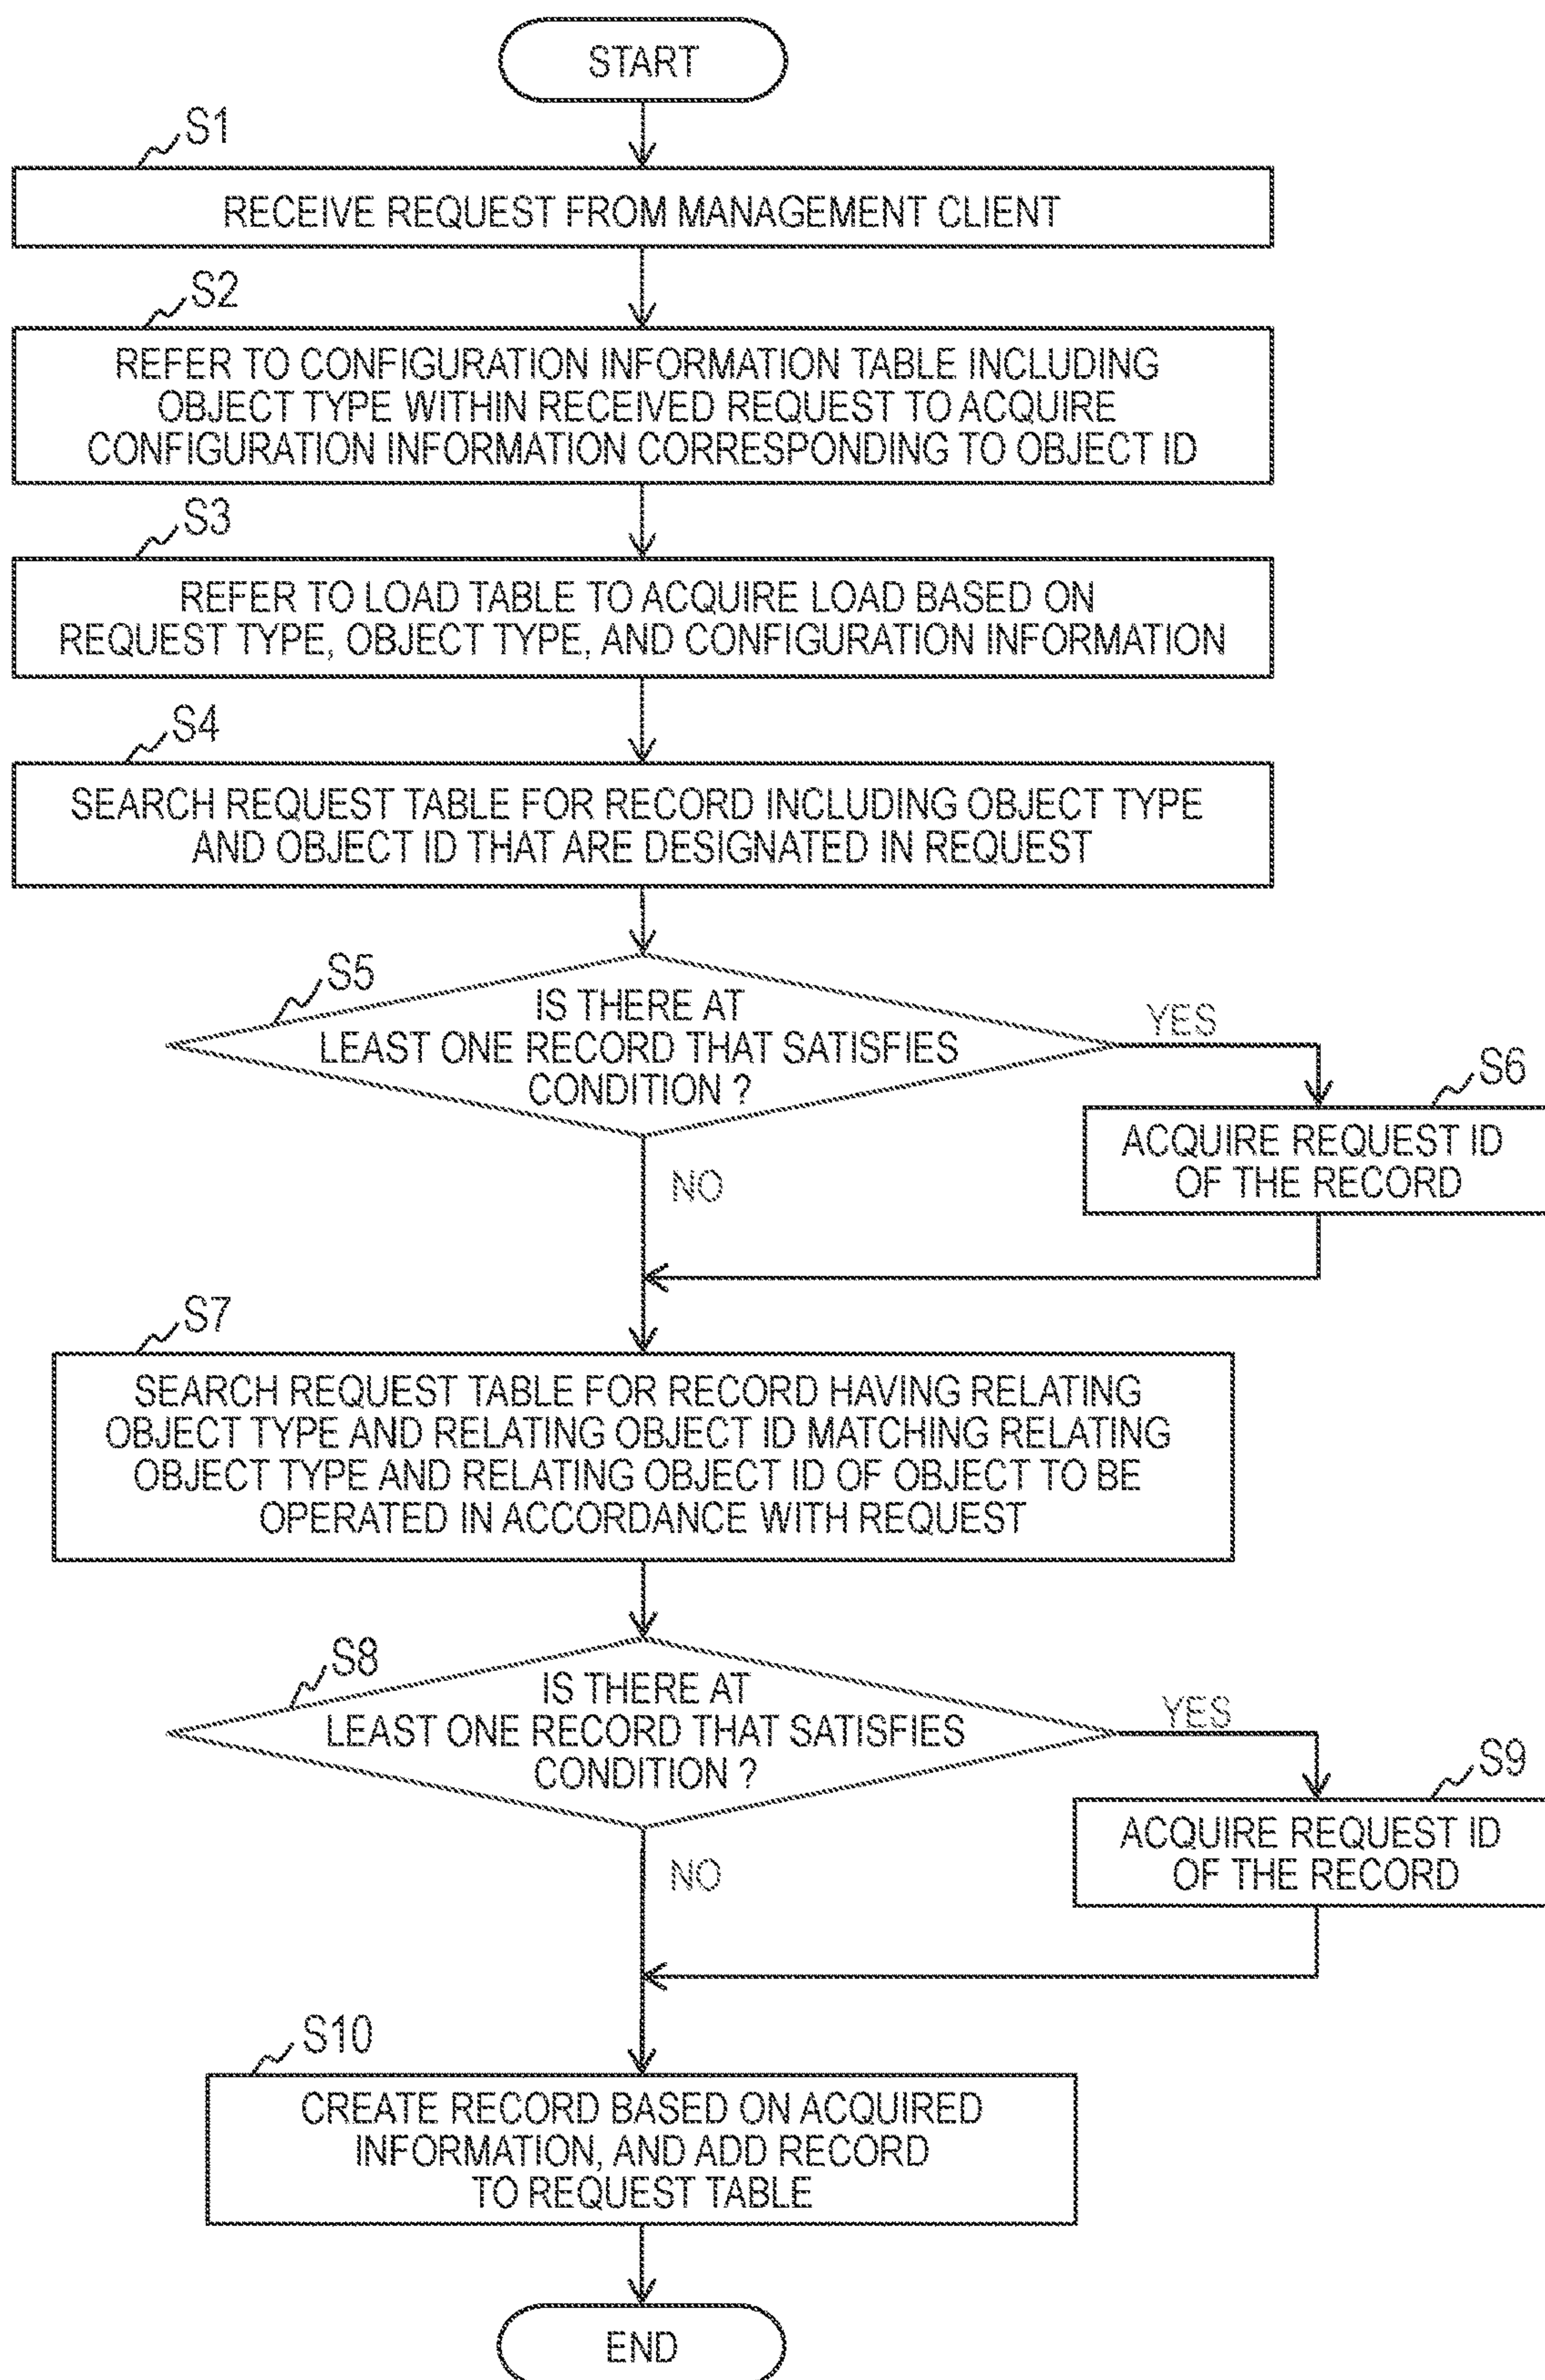 START
S1
RECEIVE REQUEST FROM MANAGEMENT CLIENT
S2
REFER TO CONFIGURATION INFORMATION TABLE INCLUDING
OBJECT TYPE WITHIN RECEIVED REQUEST TO ACQUIRE
CONFIGURATION INFORMATION CORRESPONDING TO OBJECT ID
S3
REFER TO LOAD TABLE TO ACQUIRE LOAD BASED ON
REQUEST TYPE, OBJECT TYPE, AND CONFIGURATION INFORMATION
S4
SEARCH REQUEST TABLE FOR RECORD INCLUDING OBJECT TYPE
AND OBJECT ID THAT ARE DESIGNATED IN REQUEST
S5
IS THERE AT
LEAST ONE RECORD THAT SATISFIES
CONDITION ?
YES
S6
ACQUIRE REQUEST ID
OF THE RECORD
NO
S7
SEARCH REQUEST TABLE FOR RECORD HAVING RELATING
OBJECT TYPE AND RELATING OBJECT ID MATCHING RELATING
OBJECT TYPE AND RELATING OBJECT ID OF OBJECT TO BE
OPERATED IN ACCORDANCE WITH REQUEST
S8
IS THERE AT
LEAST ONE RECORD THAT SATISFIES
CONDITION ?
YES
S9
ACQUIRE REQUEST ID
OF THE RECORD
NO
S10
CREATE RECORD BASED ON ACQUIRED
INFORMATION, AND ADD RECORD
TO REQUEST TABLE
END